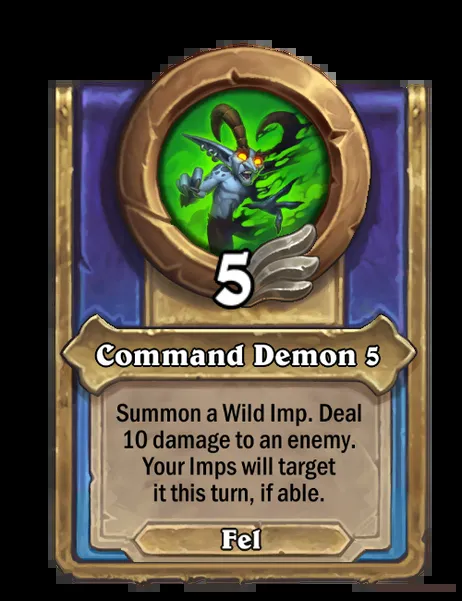 5
Command Demon 5
Summon a Wild Imp. Deal
10 damage to an enemy.
Your Imps will target
it this turn, if able.
Fel